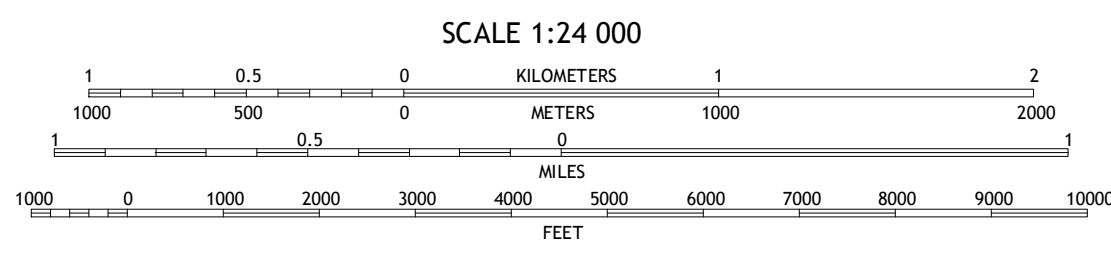 SCALE 1:24 000
1 0.5 0 KILOMETERS 1 2
1000 500 0 METERS 1000 2000
1 0.5 0 1
MILES
1000 0 1000 2000 3000 4000 5000 6000 7000 8000 9000 10000
FEET